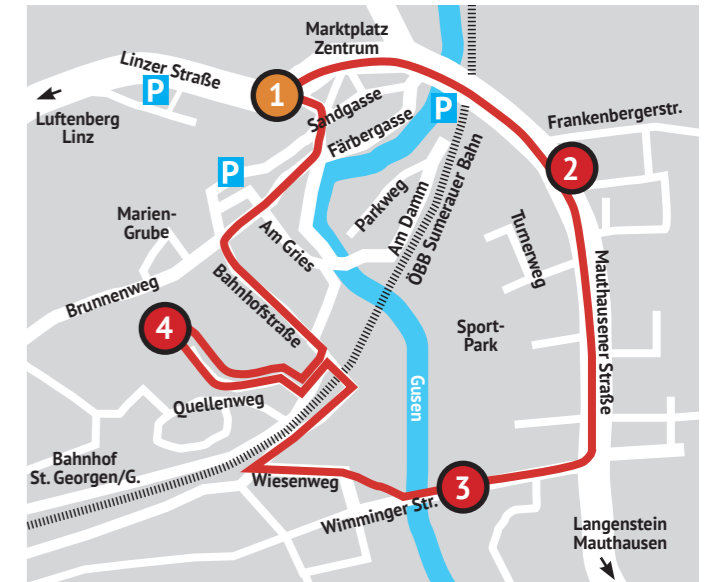 Marktplatz
Zentrum
Linzer Straße
P
1
Luftenberg
Linz
Sandgasse
Färbergasse
P
Frankenbergerstr.
2
P
Marien-
Grube
Parkweg
Am Damm
ÖBB Sumerauer Bahn
Turnerweg
Am Gries
Brunnenweg
Bahnhofstraße
Mauthausener Straße
4
Sport-
Park
Quellenweg
Gusen
Bahnhof
St. Georgen/G.
Wiesenweg
3
Wimminger Str.
Langenstein
Mauthausen